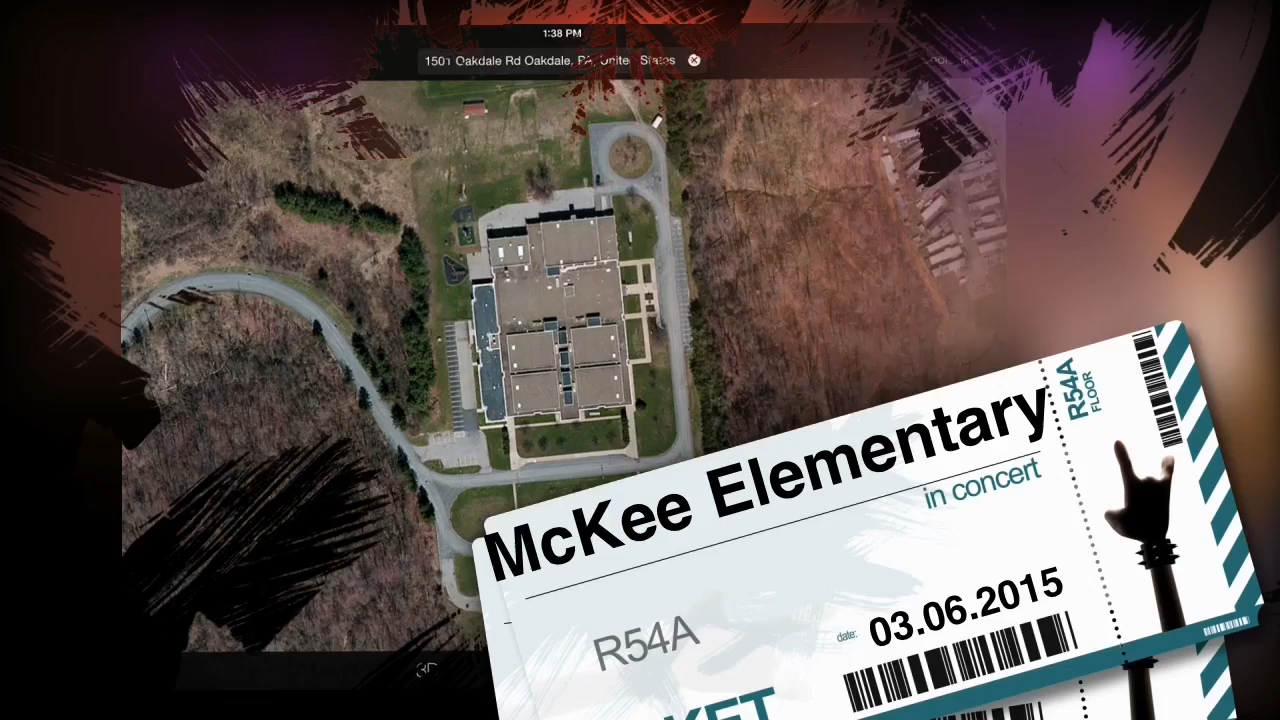 1:38 PM
1501 Oakdale Rd Oakdale, PA, United States
McKee Elementary
in concert
R54A
FLOOR
R54A
date: 03.06.2015
KET